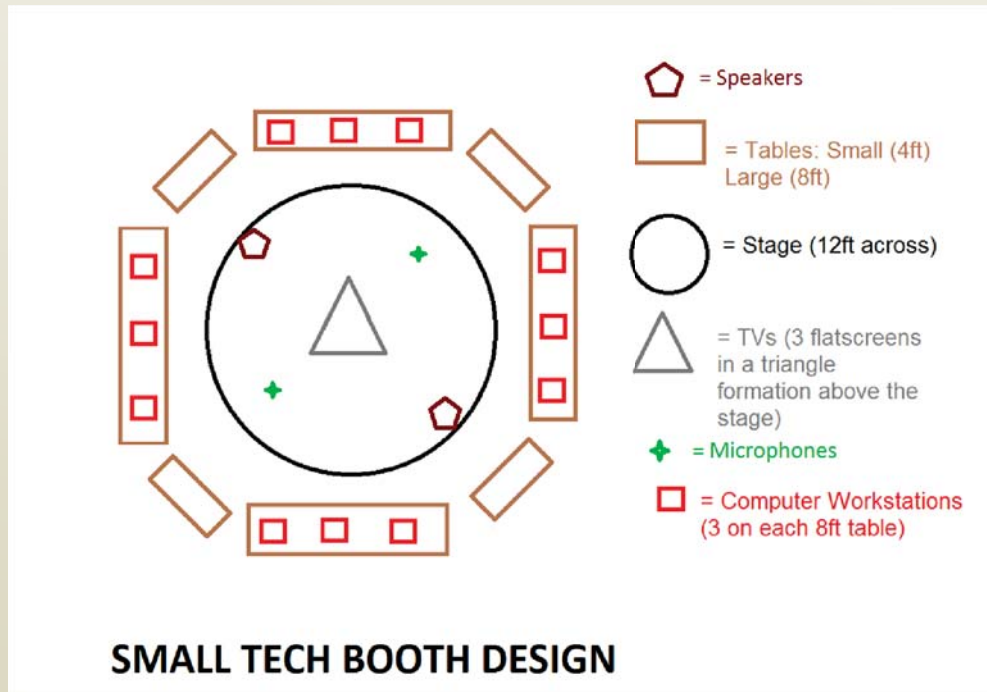 = Speakers
= Tables: Small (4ft)
Large (8ft)
= Stage (12ft across)
= TVs (3 flatscreens
in a triangle
formation above the
stage)
= Microphones
= Computer Workstations
(3 on each 8ft table)
SMALL TECH BOOTH DESIGN